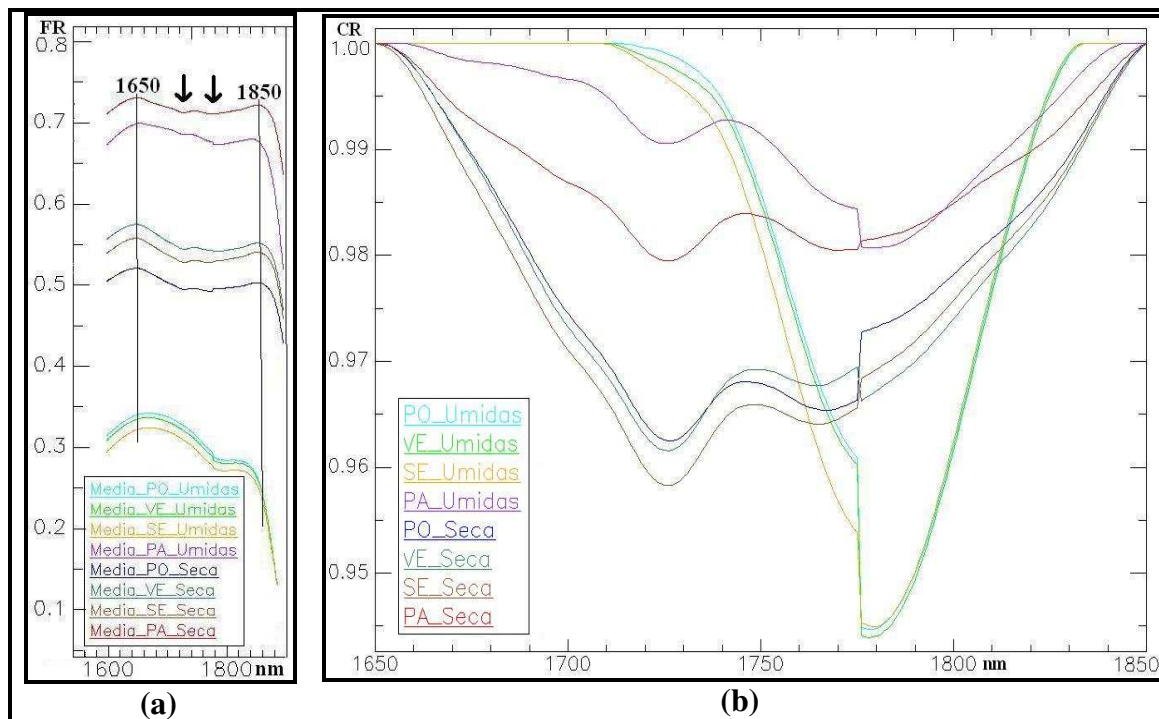 FR
0.8
1650
1850
0.7
0.6
0.5
0.4
0.3
Media_PO_Umidas
Media_VE_Umidas
Media_SE_Umidas
Media_PA_Umidas
Media_PO_Seca
Media_VE_Seca
Media_SE_Seca
Media_PA_Seca
0.2
0.1
1600
1800
nm
(a)
CR
1.00
0.99
0.98
0.97
0.96
0.95
PO_Umidas
VE_Umidas
SE_Umidas
PA_Umidas
PO_Seca
VE_Seca
SE_Seca
PA_Seca
1650
1700
1750
1800
nm
1850
(b)